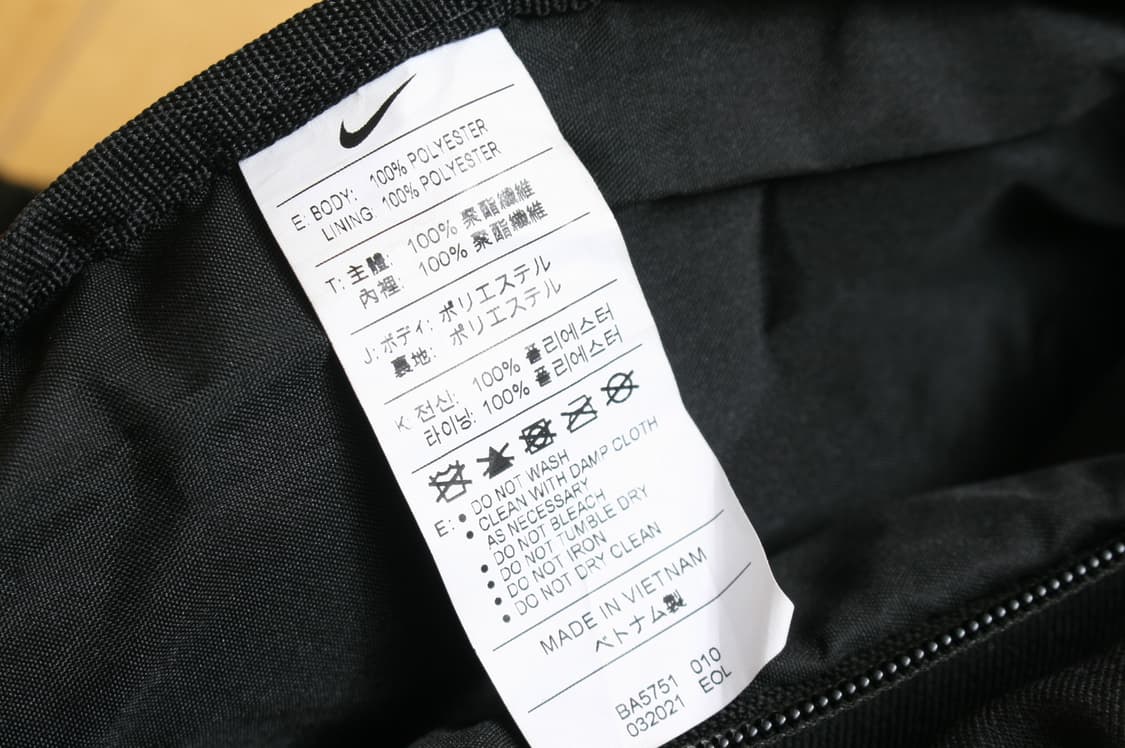 E: BODY: 100% POLYESTER
LINING: 100% POLYESTER
T: 主體: 100% 聚酯纖維
內裡: 100% 聚酯纖維
J: ボディ: ポリエステル
裏地: ポリエステル
K: 전신: 100% 폴리에스터
라이닝: 100% 폴리에스터
E: • DO NOT WASH
• CLEAN WITH DAMP CLOTH
AS NECESSARY
• DO NOT BLEACH
• DO NOT TUMBLE DRY
• DO NOT IRON
• DO NOT DRY CLEAN
MADE IN VIETNAM
ベトナム製
BA5751 010
032021 EOL